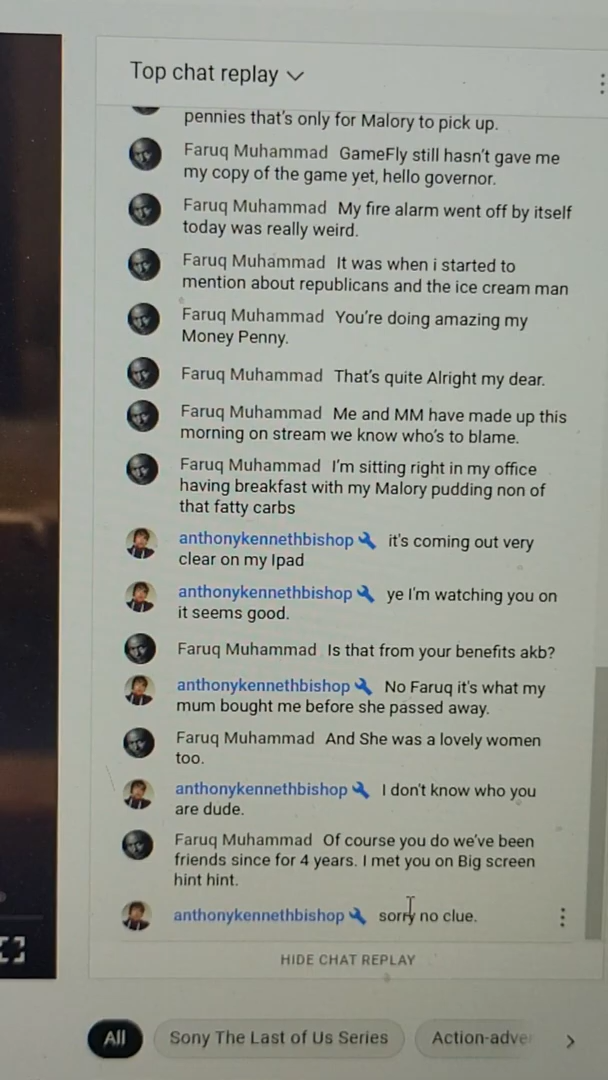 Top chat replay
pennies that's only for Malory to pick up.
Faruq Muhammad GameFly still hasn't gave me
my copy of the game yet, hello governor.
Faruq Muhammad My fire alarm went off by itself
today was really weird.
Faruq Muhammad It was when i started to
mention about republicans and the ice cream man
Faruq Muhammad You're doing amazing my
Money Penny.
Faruq Muhammad That's quite Alright my dear.
Faruq Muhammad Me and MM have made up this
morning on stream we know who's to blame.
Faruq Muhammad I'm sitting right in my office
having breakfast with my Malory pudding non of
that fatty carbs
anthonykennethbishop it's coming out very
clear on my Ipad
anthonykennethbishop ye I'm watching you on
it seems good.
Faruq Muhammad Is that from your benefits akb?
anthonykennethbishop No Faruq it's what my
mum bought me before she passed away.
Faruq Muhammad And She was a lovely women
too.
anthonykennethbishop I don't know who you
are dude.
Faruq Muhammad Of course you do we've been
friends since for 4 years. I met you on Big screen
hint hint.
anthonykennethbishop sorry no clue.
HIDE CHAT REPLAY
All Sony The Last of Us Series Action-adve